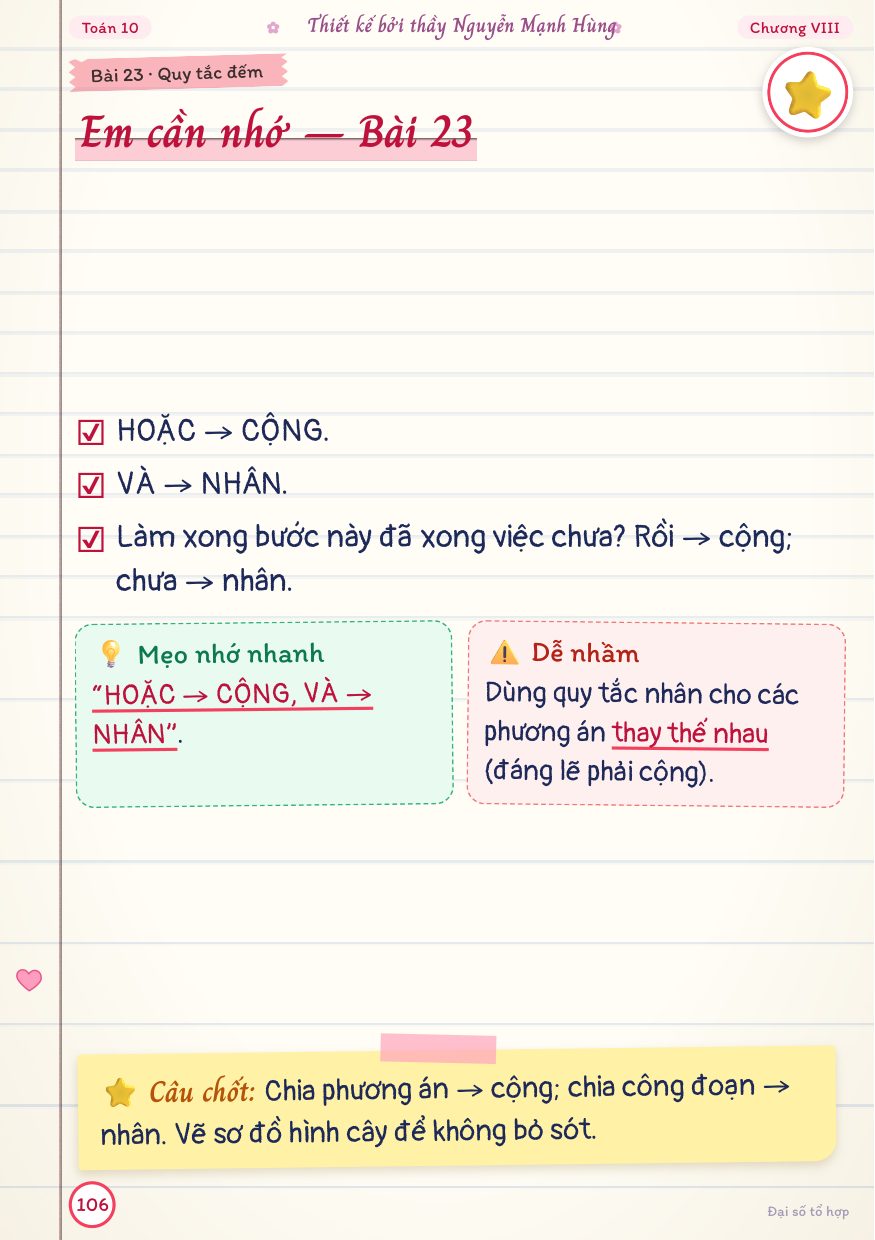 Toán 10
Thiết kế bởi thầy Nguyễn Mạnh Hùng
Chương VIII
Bài 23 · Quy tắc đếm
Em cần nhớ — Bài 23
HOẶC → CỘNG.
VÀ → NHÂN.
Làm xong bước này đã xong việc chưa? Rồi → cộng;
chưa → nhân.
Mẹo nhớ nhanh
“HOẶC → CỘNG, VÀ →
NHÂN”.
Dễ nhầm
Dùng quy tắc nhân cho các
phương án thay thế nhau
(đáng lẽ phải cộng).
Câu chốt: Chia phương án → cộng; chia công đoạn →
nhân. Vẽ sơ đồ hình cây để không bỏ sót.
106
Đại số tổ hợp